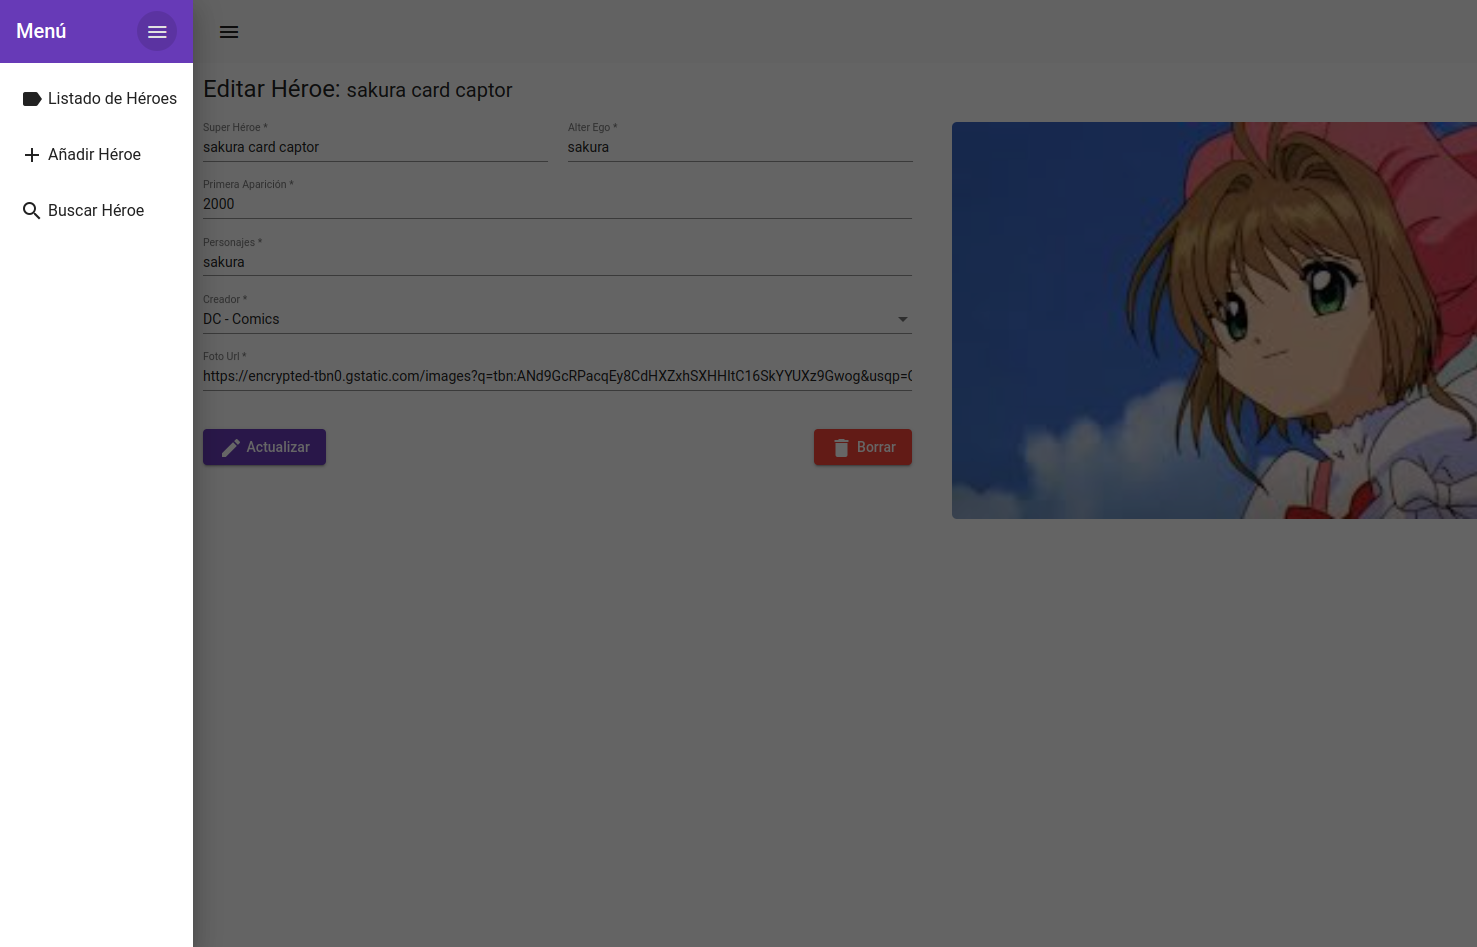 Menú
Listado de Héroes
Añadir Héroe
Buscar Héroe
Editar Héroe: sakura card captor
Super Héroe *
sakura card captor
Alter Ego *
sakura
Primera Aparición *
2000
Personajes *
sakura
Creador *
DC - Comics
Foto Url *
https://encrypted-tbn0.gstatic.com/images?q=tbn:ANd9GcRPacqEy8CdHXZxhSXHHItC16SkYYUXz9Gwog&usqp=
Actualizar
Borrar